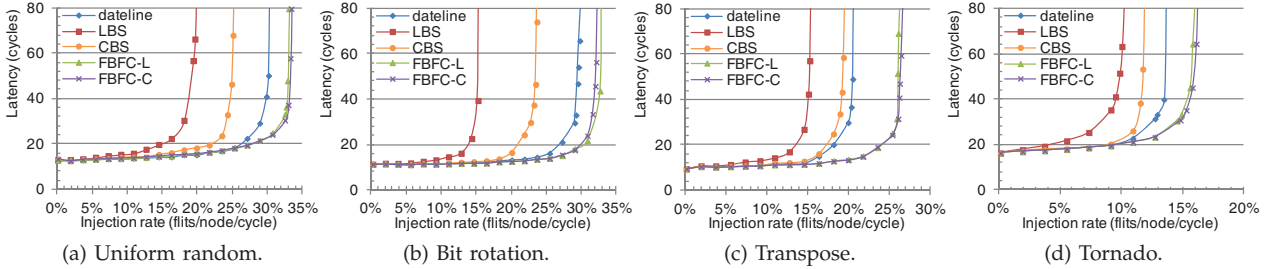 Latency (cycles)
80
60
40
20
0
dateline
LBS
CBS
FBFC-L
FBFC-C
0% 5% 10% 15% 20% 25% 30% 35%
Injection rate (flits/node/cycle)
(a) Uniform random.
Latency (cycles)
80
60
40
20
0
dateline
LBS
CBS
FBFC-L
FBFC-C
0% 5% 10% 15% 20% 25% 30% 35%
Injection rate (flits/node/cycle)
(b) Bit rotation.
Latency (cycles)
80
60
40
20
0
dateline
LBS
CBS
FBFC-L
FBFC-C
0% 5% 10% 15% 20% 25% 30%
Injection rate (flits/node/cycle)
(c) Transpose.
Latency (cycles)
80
60
40
20
0
dateline
LBS
CBS
FBFC-L
FBFC-C
0% 5% 10% 15% 20%
Injection rate (flits/node/cycle)
(d) Tornado.